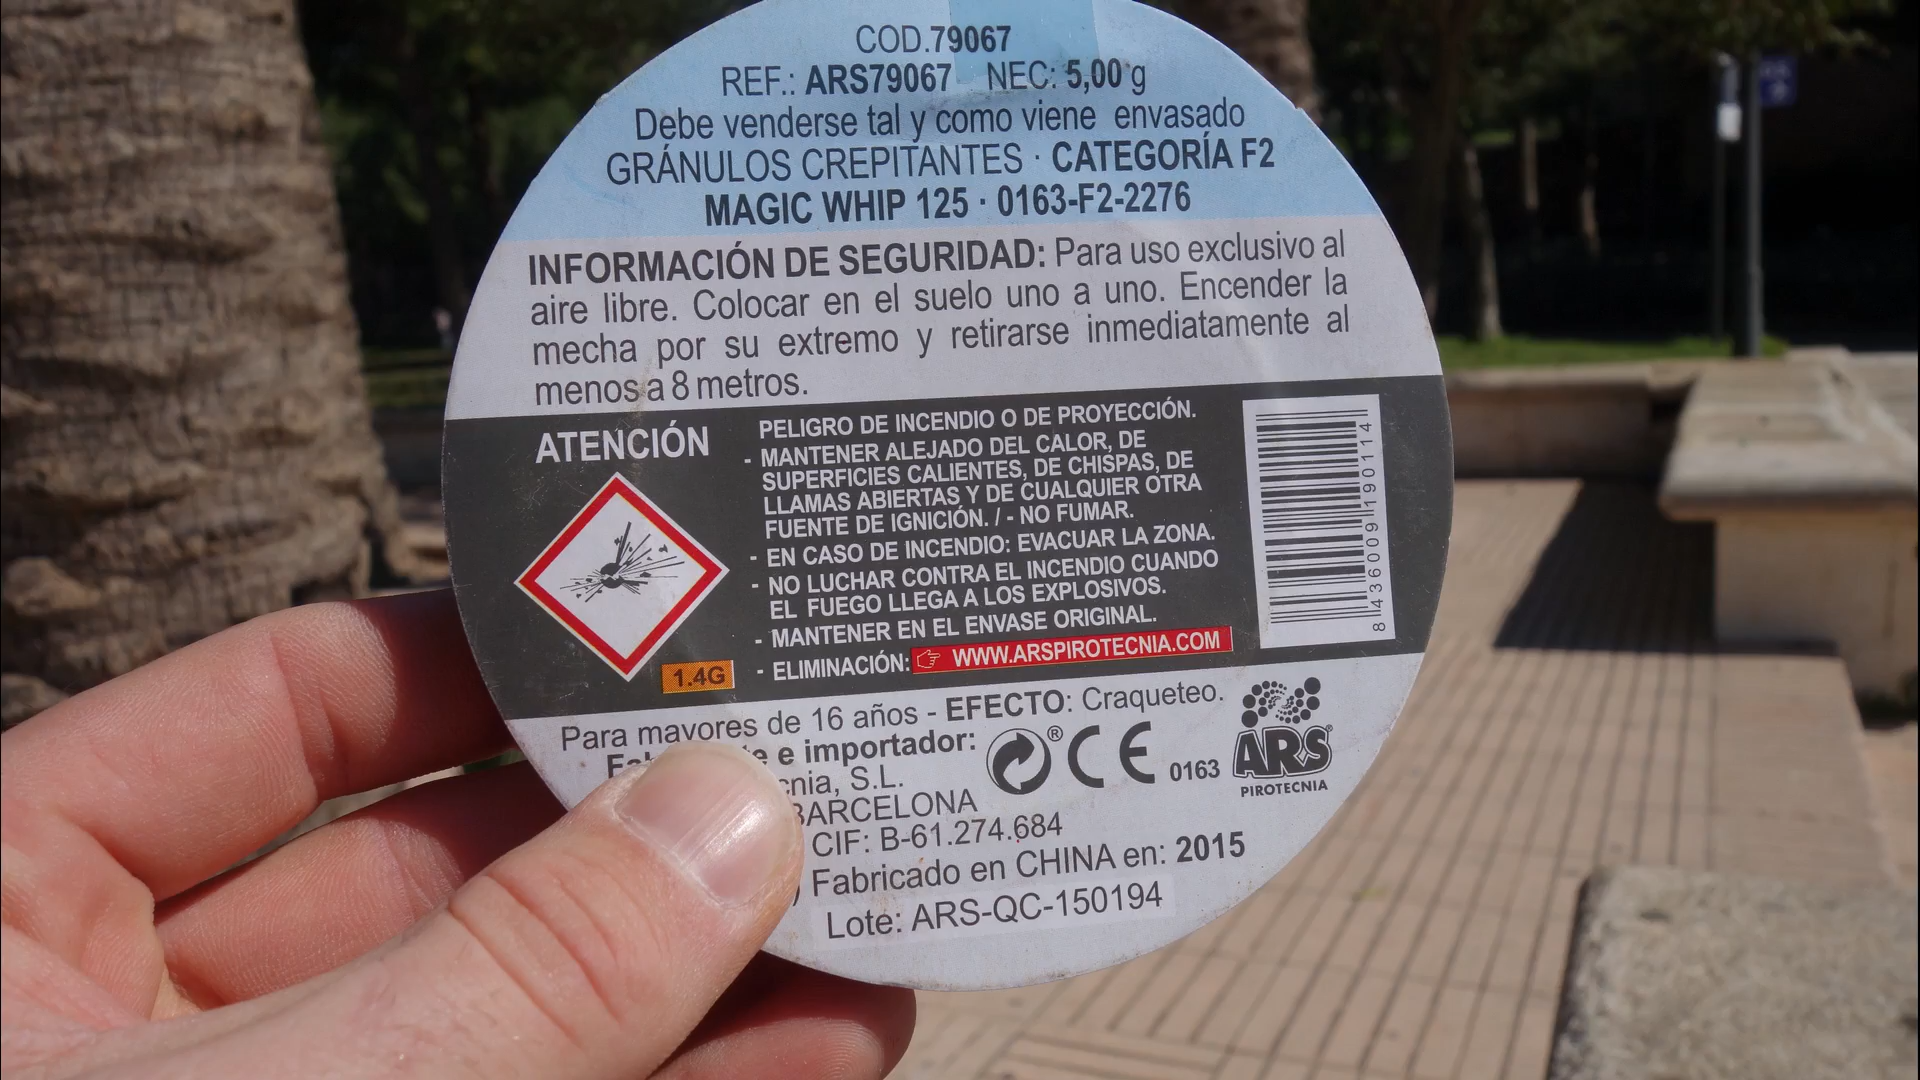 COD.79067
REF.: ARS79067 NEC: 5,00 g
Debe venderse tal y como viene envasado
GRÁNULOS CREPITANTES · CATEGORÍA F2
MAGIC WHIP 125 · 0163-F2-2276
INFORMACIÓN DE SEGURIDAD: Para uso exclusivo al
aire libre. Colocar en el suelo uno a uno. Encender la
mecha por su extremo y retirarse inmediatamente al
menos a 8 metros.
ATENCIÓN
1.4G
PELIGRO DE INCENDIO O DE PROYECCIÓN.
- MANTENER ALEJADO DEL CALOR, DE
SUPERFICIES CALIENTES, DE CHISPAS, DE
LLAMAS ABIERTAS Y DE CUALQUIER OTRA
FUENTE DE IGNICIÓN. / - NO FUMAR.
- EN CASO DE INCENDIO: EVACUAR LA ZONA.
- NO LUCHAR CONTRA EL INCENDIO CUANDO
EL FUEGO LLEGA A LOS EXPLOSIVOS.
- MANTENER EN EL ENVASE ORIGINAL.
- ELIMINACIÓN: WWW.ARSPIROTECNIA.COM
8 436009 190114
Para mayores de 16 años - EFECTO: Craqueteo.
e importador:
S.L.
BARCELONA
CIF: B-61.274.684
) Fabricado en CHINA en: 2015
Lote: ARS-QC-150194
® CE 0163
ARS®
PIROTECNIA